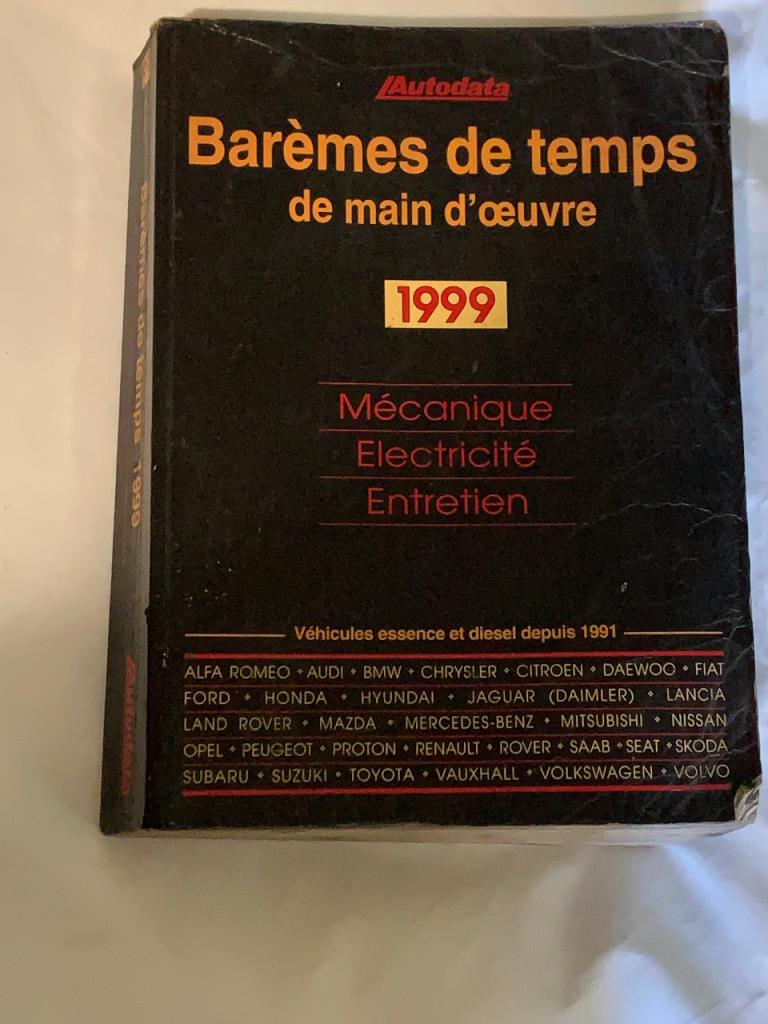 Autodata
Barèmes de temps
de main d'œuvre
1999
Mécanique
Electricité
Entretien
Véhicules essence et diesel depuis 1991
ALFA ROMEO • AUDI • BMW • CHRYSLER • CITROEN • DAEWOO • FIAT
FORD • HONDA • HYUNDAI • JAGUAR (DAIMLER) • LANCIA
LAND ROVER • MAZDA • MERCEDES-BENZ • MITSUBISHI • NISSAN
OPEL • PEUGEOT • PROTON • RENAULT • ROVER • SAAB • SEAT • SKODA
SUBARU • SUZUKI • TOYOTA • VAUXHALL • VOLKSWAGEN • VOLVO
Barèmes de temps 1999
Autodata